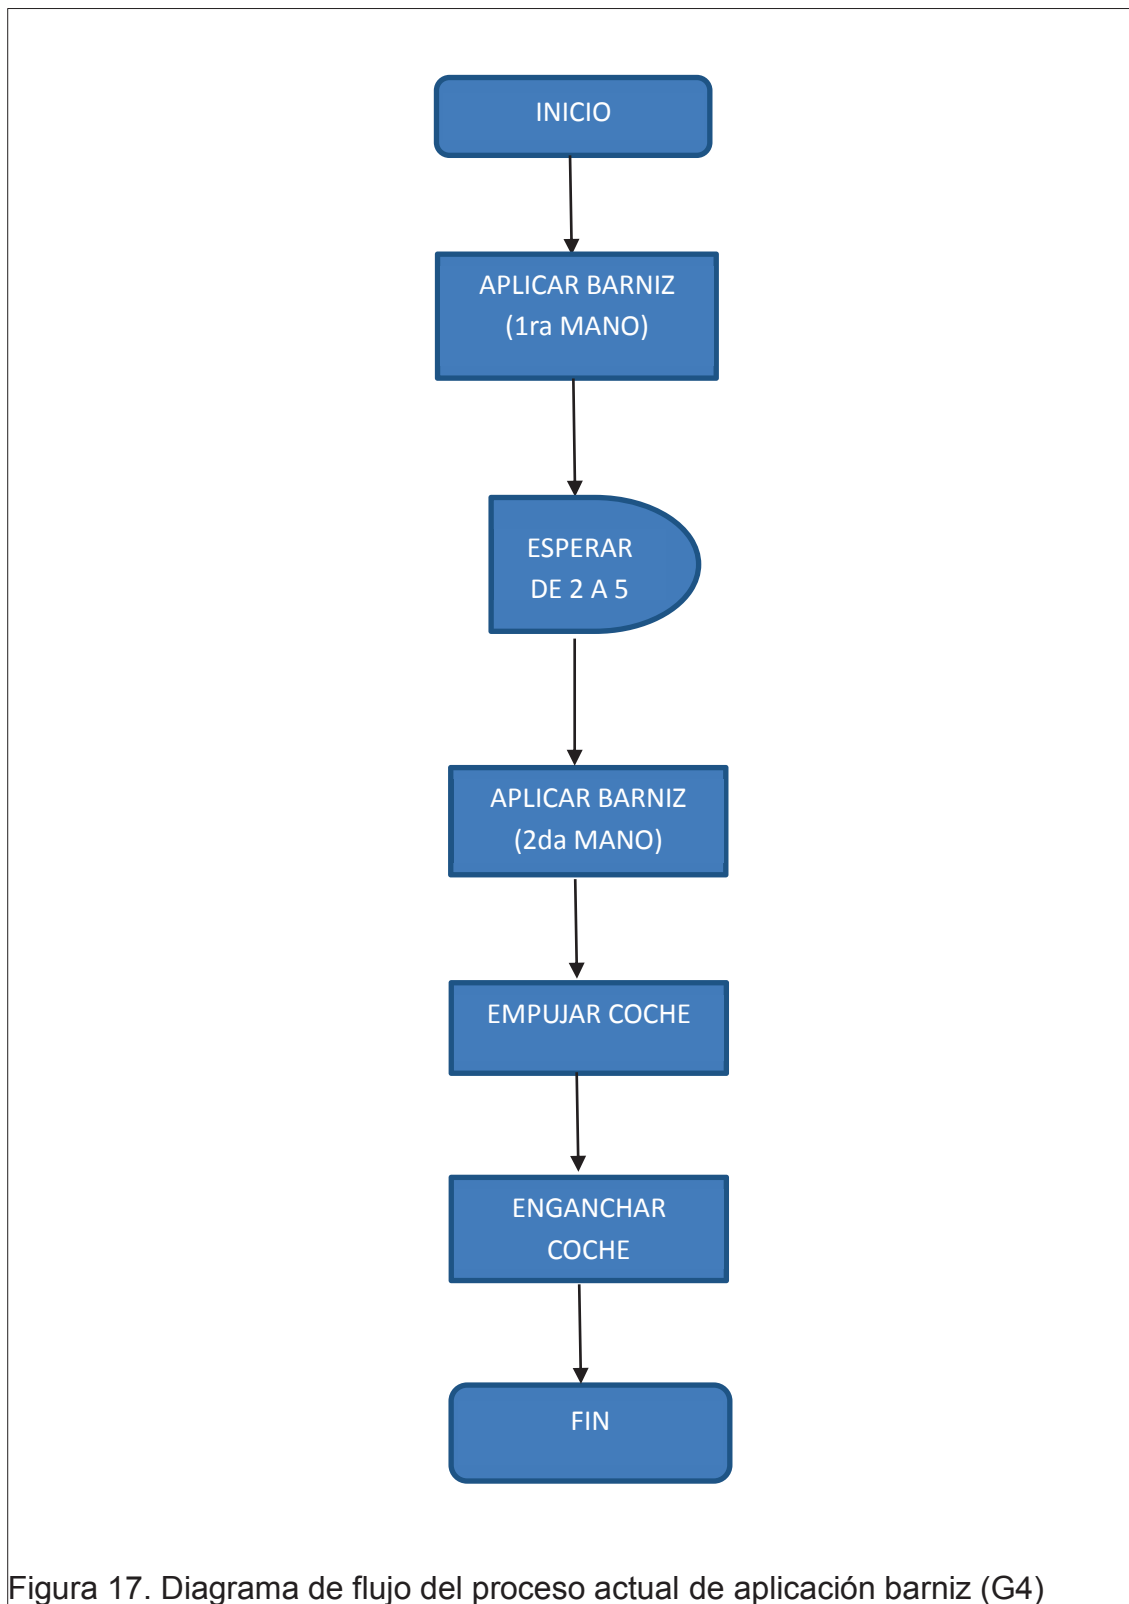 INICIO
APLICAR BARNIZ
(1ra MANO)
ESPERAR
DE 2 A 5
APLICAR BARNIZ
(2da MANO)
EMPUJAR COCHE
ENGANCHAR
COCHE
FIN
Figura 17. Diagrama de flujo del proceso actual de aplicación barniz (G4)